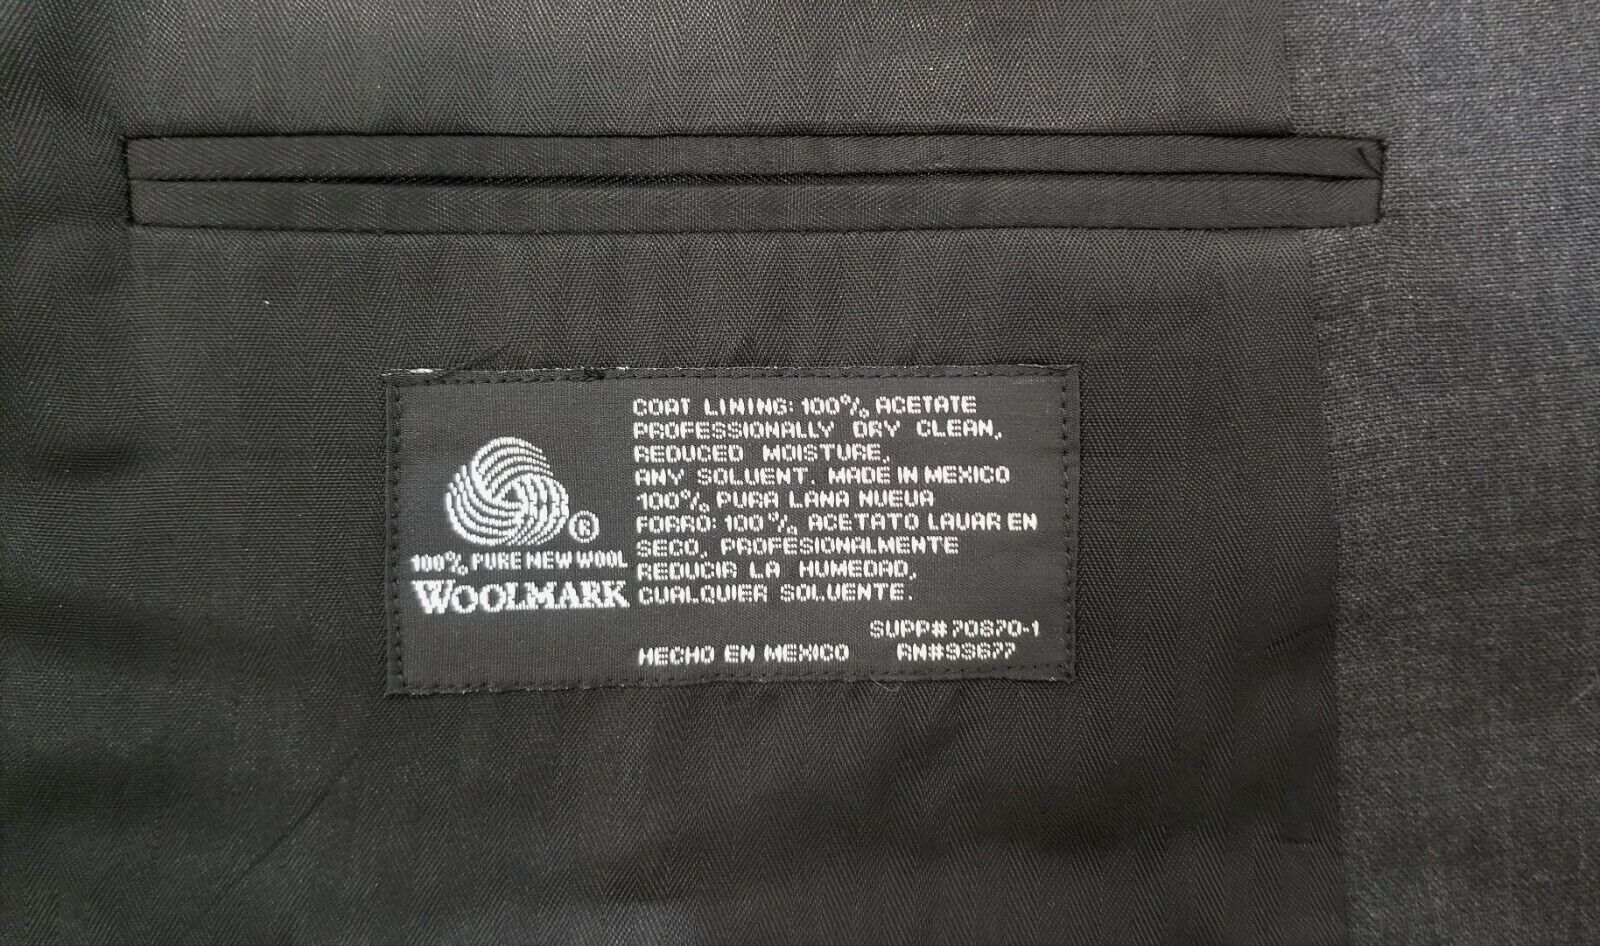 ®
100% PURE NEW WOOL
WOOLMARK
COAT LINING: 100% ACETATE
PROFESSIONALLY DRY CLEAN,
REDUCED MOISTURE,
ANY SOLVENT. MADE IN MEXICO
100% PURA LANA NUEVA
FORRO: 100% ACETATO LAVAR EN
SECO. PROFESIONALMENTE
REDUCIR LA HUMEDAD,
CUALQUIER SOLVENTE.
SUPP# 70870-1
HECHO EN MEXICO RN#93677